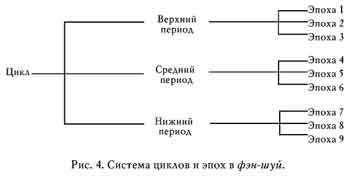 Верхний
период
Эпоха 1
Эпоха 2
Эпоха 3
Цикл
Средний
период
Эпоха 4
Эпоха 5
Эпоха 6
Нижний
период
Эпоха 7
Эпоха 8
Эпоха 9
Рис. 4. Система циклов и эпох в фэн-шуй.